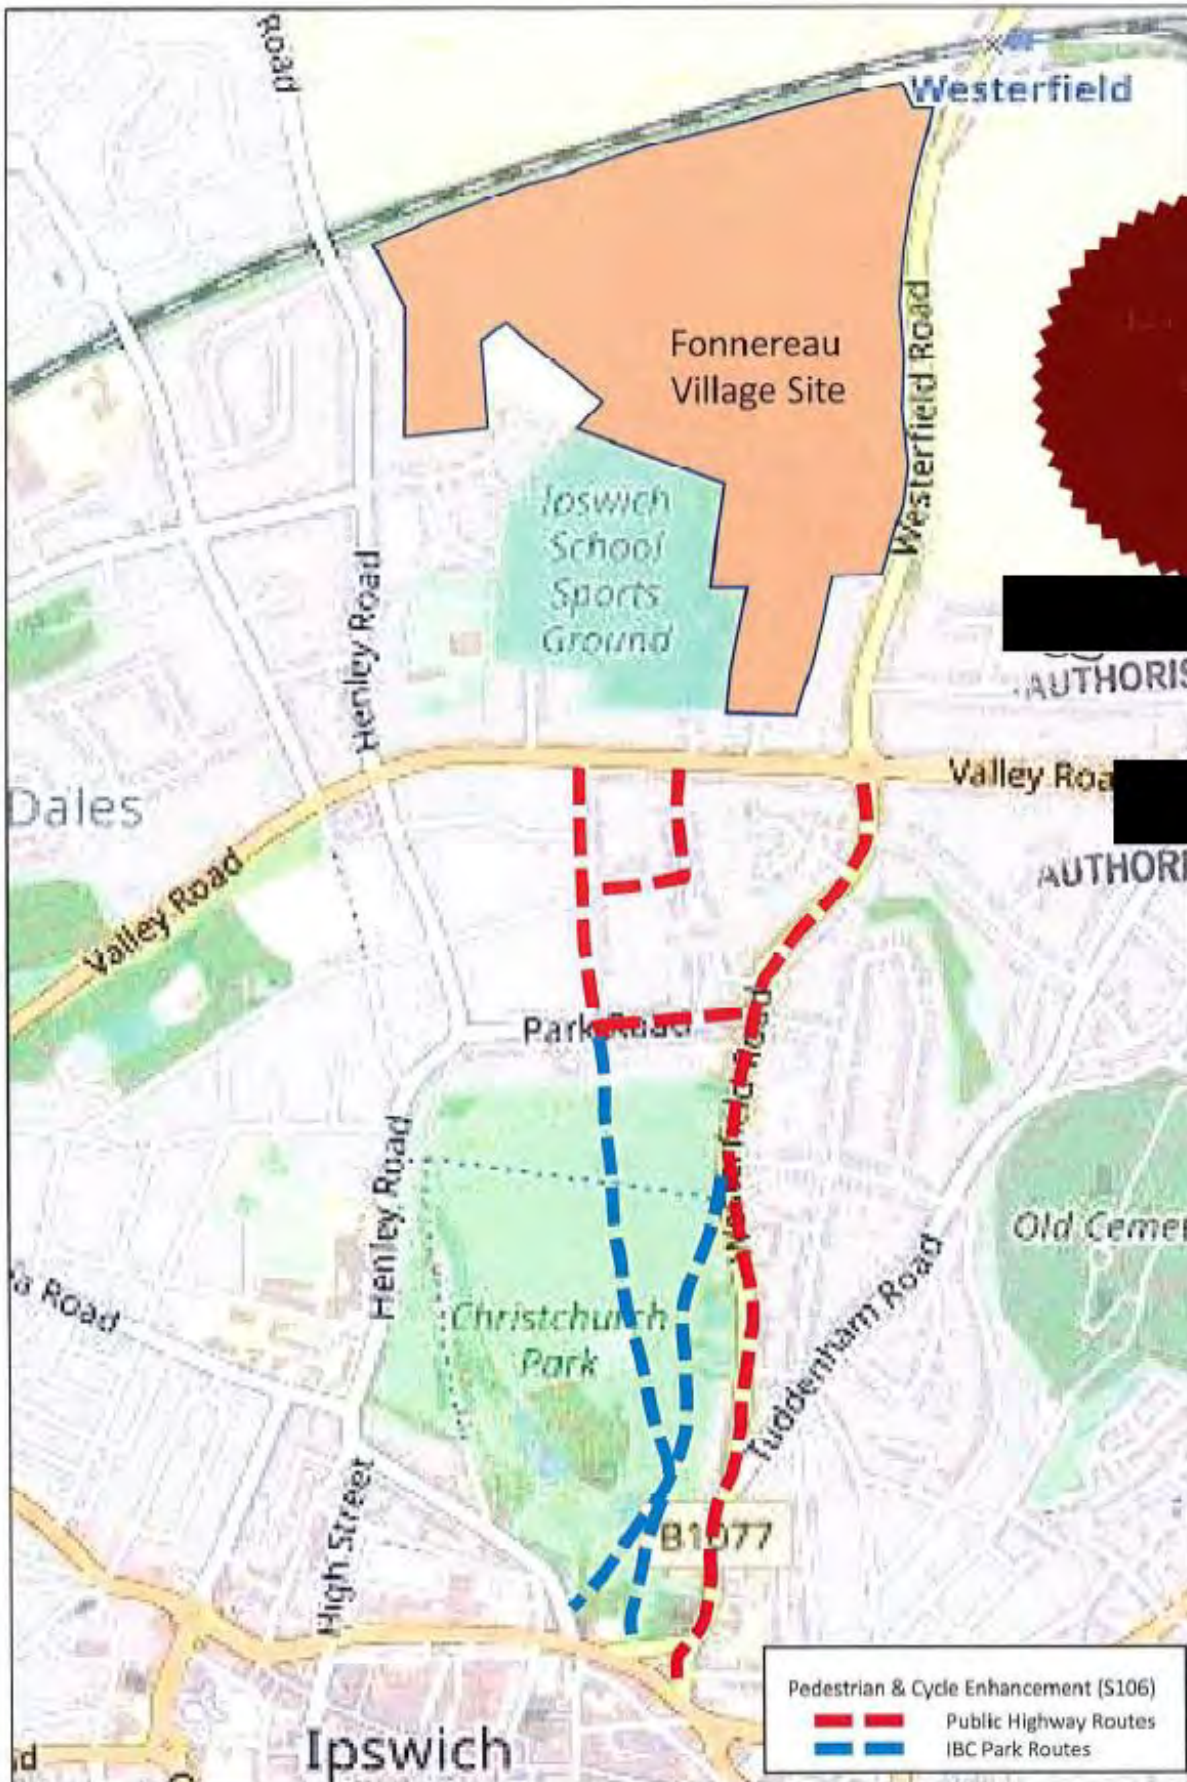 Road
Westerfield
Fonnereau
Village Site
Westerfield Road
Ipswich
School
Sports
Ground
Henley Road
AUTHORIS
Valley Roa
Dales
AUTHORI
Valley Road
Park Road
Henley Road
Old Cemet
a Road
Christchurch
Park
Tuddenham Road
B1077
High Street
Pedestrian & Cycle Enhancement (S106)
Public Highway Routes
IBC Park Routes
Ipswich